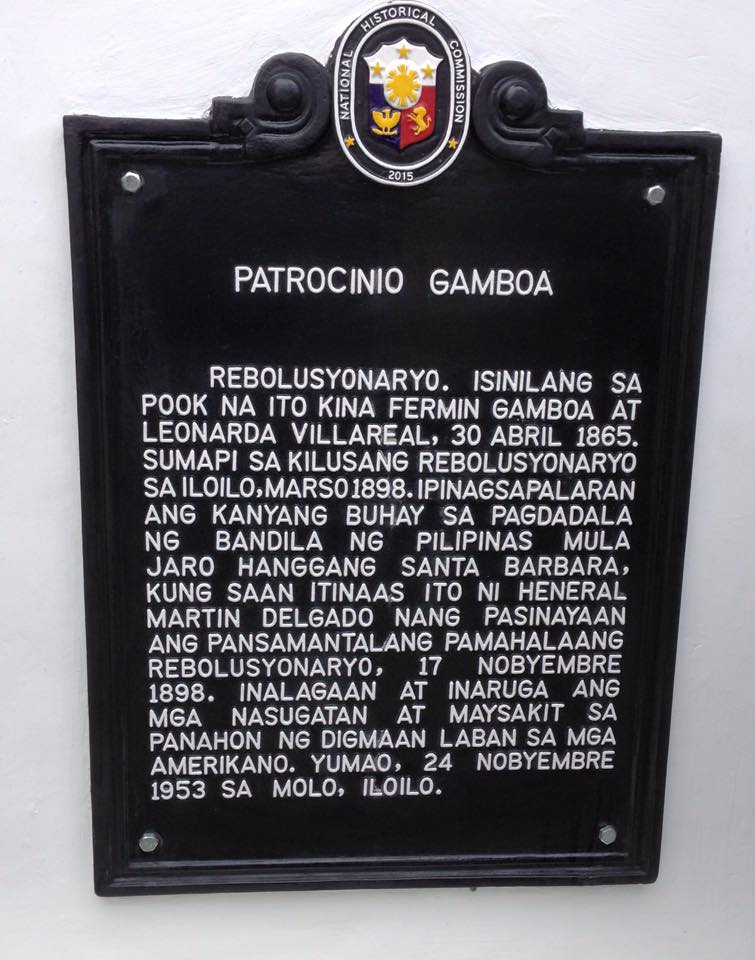 NATIONAL HISTORICAL COMMISSION
2015
PATROCINIO GAMBOA
REBOLUSYONARYO. ISINILANG SA
POOK NA ITO KINA FERMIN GAMBOA AT
LEONARDA VILLAREAL, 30 ABRIL 1865.
SUMAPI SA KILUSANG REBOLUSYONARYO
SA ILOILO, MARSO 1898. IPINAGSAPALARAN
ANG KANYANG BUHAY SA PAGDADALA
NG BANDILA NG PILIPINAS MULA
JARO HANGGANG SANTA BARBARA,
KUNG SAAN ITINAAS ITO NI HENERAL
MARTIN DELGADO NANG PASINAYAAN
ANG PANSAMANTALANG PAMAHALAANG
REBOLUSYONARYO, 17 NOBYEMBRE
1898. INALAGAAN AT INARUGA ANG
MGA NASUGATAN AT MAYSAKIT SA
PANAHON NG DIGMAAN LABAN SA MGA
AMERIKANO. YUMAO, 24 NOBYEMBRE
1953 SA MOLO, ILOILO.